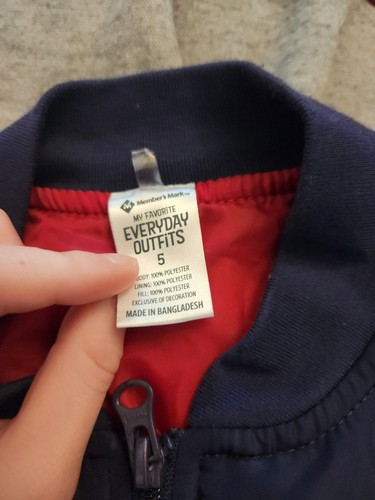 Member's Mark™
MY FAVORITE
EVERYDAY
OUTFITS
5
BODY: 100% POLYESTER
LINING: 100% POLYESTER
FILL: 100% POLYESTER
EXCLUSIVE OF DECORATION
MADE IN BANGLADESH